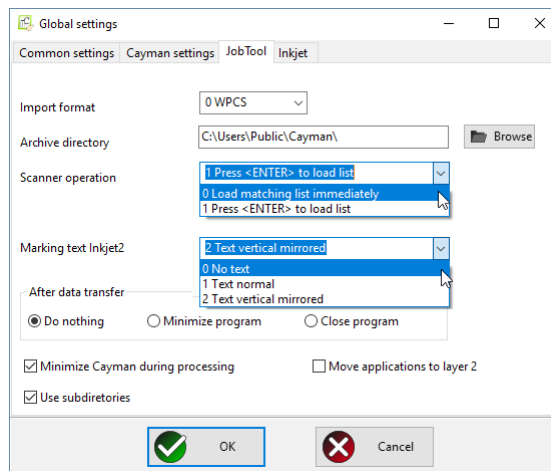 Global settings
Common settings Cayman settings JobTool Inkjet
Import format 0 WPCS
Archive directory C:\Users\Public\Cayman\ Browse
Scanner operation 1 Press <ENTER> to load list
0 Load matching list immediately
1 Press <ENTER> to load list
Marking text Inkjet2 2 Text vertical mirrored
0 No text
1 Text normal
2 Text vertical mirrored
After data transfer
Do nothing Minimize program Close program
Minimize Cayman during processing Move applications to layer 2
Use subdiretories
OK Cancel